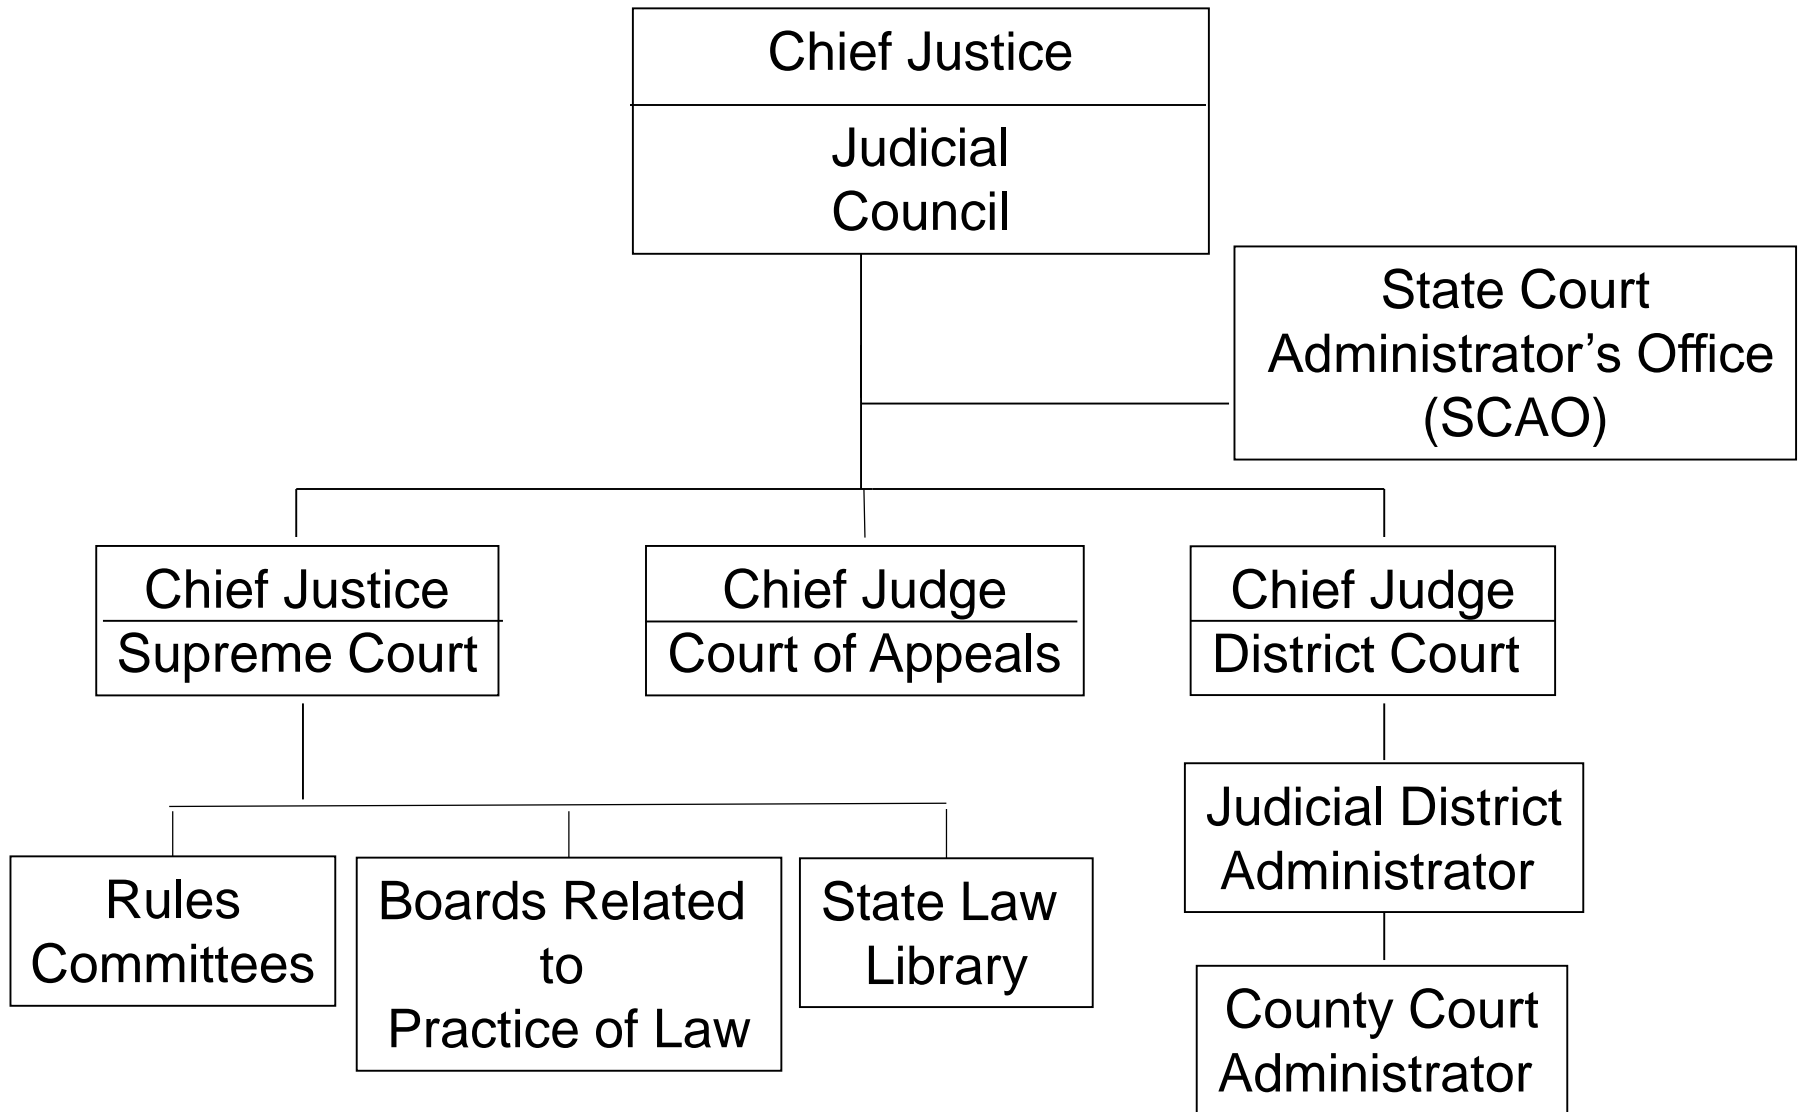 Chief Justice
Judicial
Council
State Court
Administrator’s Office
(SCAO)
Chief Justice
Supreme Court
Chief Judge
Court of Appeals
Chief Judge
District Court
Rules
Committees
Boards Related
to
Practice of Law
State Law
Library
Judicial District
Administrator
County Court
Administrator